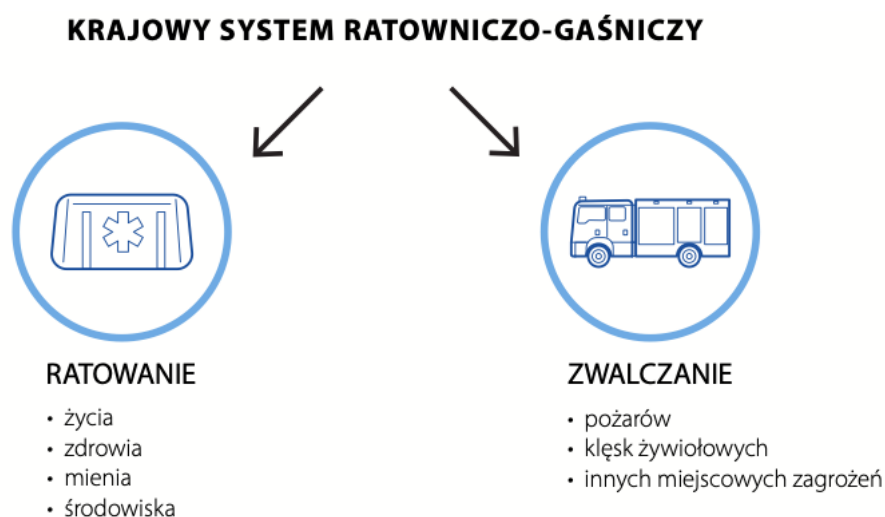 KRAJOWY SYSTEM RATOWNICZO-GAŚNICZY
RATOWANIE
• życia
• zdrowia
• mienia
• środowiska
ZWALCZANIE
• pożarów
• klęsk żywiołowych
• innych miejscowych zagrożeń